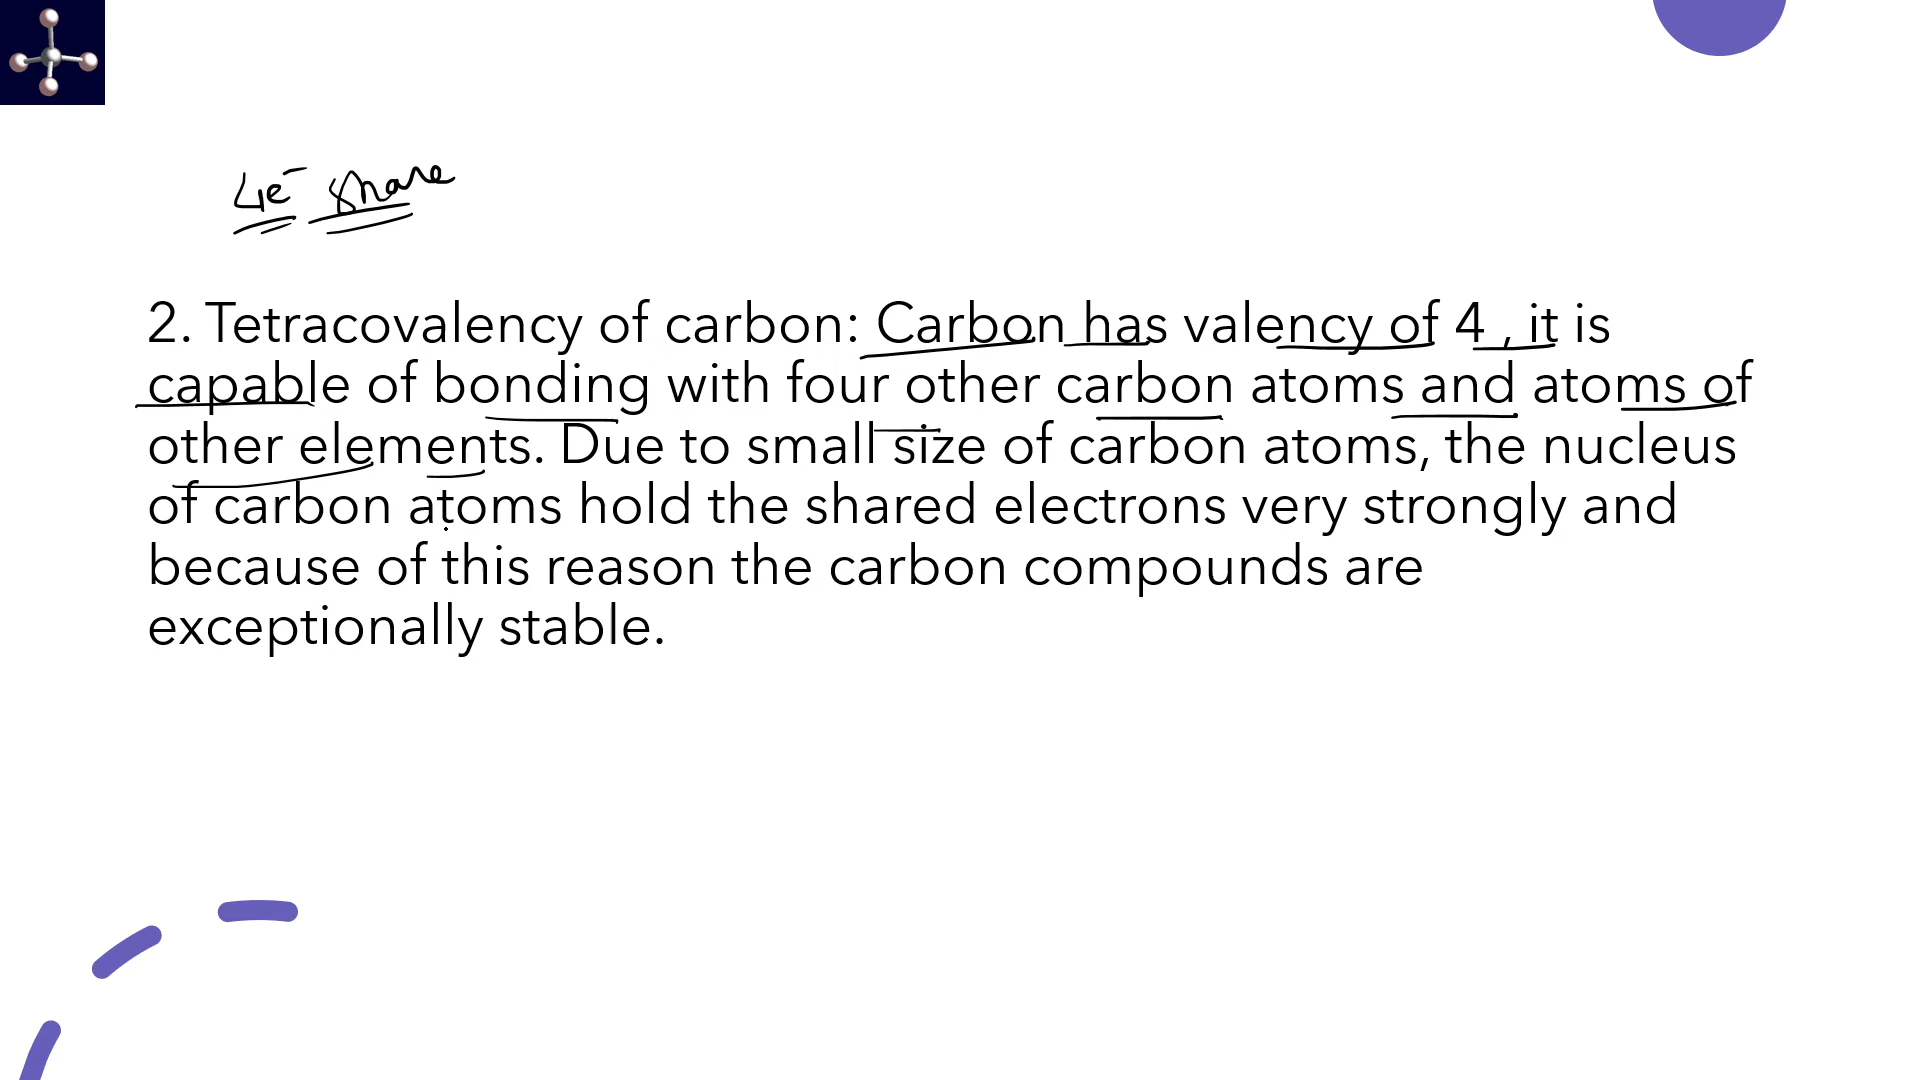 4e⁻ share
2. Tetracovalency of carbon: Carbon has valency of 4 , it is
capable of bonding with four other carbon atoms and atoms of
other elements. Due to small size of carbon atoms, the nucleus
of carbon atoms hold the shared electrons very strongly and
because of this reason the carbon compounds are
exceptionally stable.